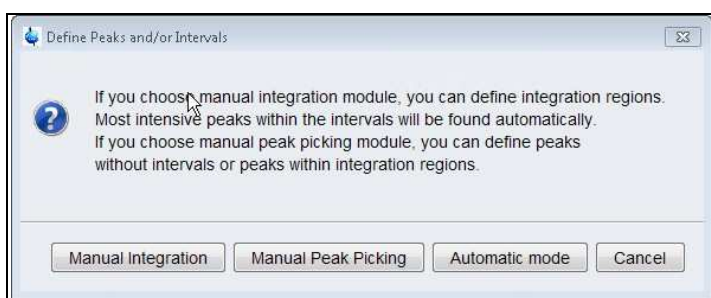 Define Peaks and/or Intervals
If you choose manual integration module, you can define integration regions.
Most intensive peaks within the intervals will be found automatically.
If you choose manual peak picking module, you can define peaks
without intervals or peaks within integration regions.
Manual Integration Manual Peak Picking Automatic mode Cancel